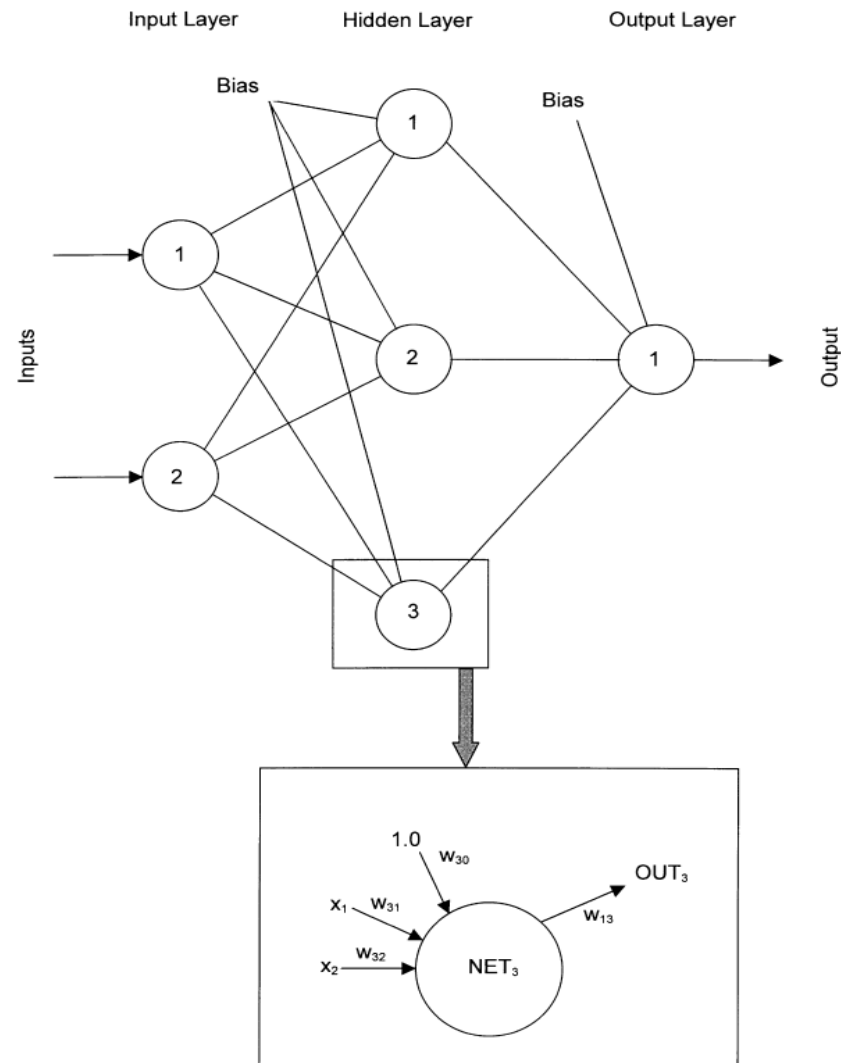 Input Layer Hidden Layer Output Layer
Bias
Bias
1
1
2
1
2
3
Inputs
Output
1.0
w₃₀
OUT₃
x₁ w₃₁
w₁₃
x₂ w₃₂
NET₃